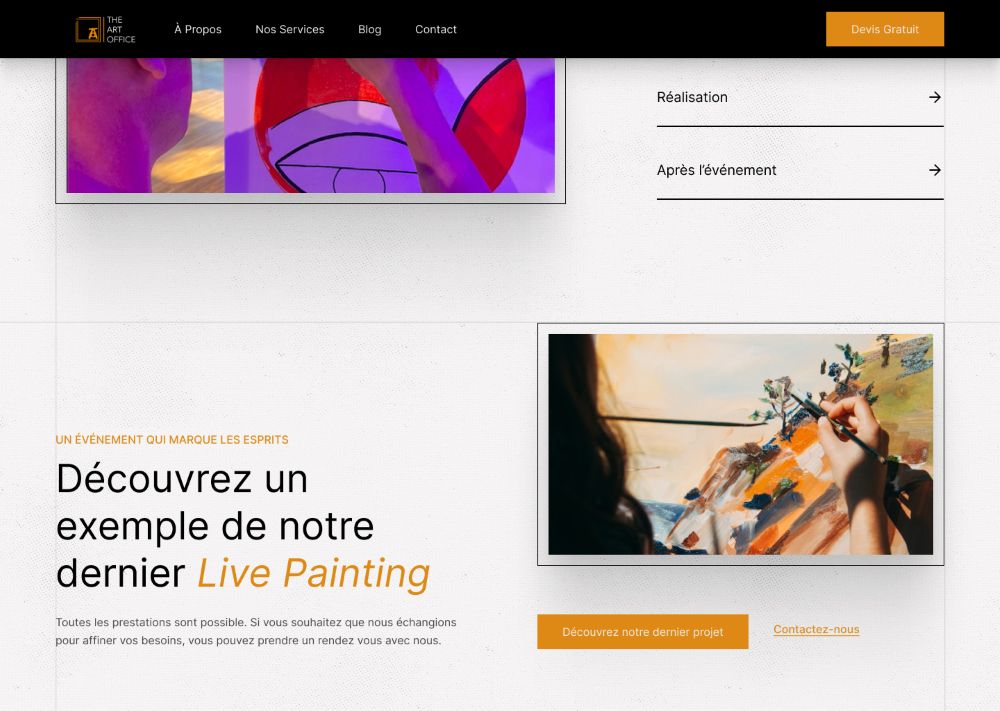 THE
ART
OFFICE
À Propos
Nos Services
Blog
Contact
Devis Gratuit
Réalisation
Après l'événement
UN ÉVÉNEMENT QUI MARQUE LES ESPRITS
Découvrez un
exemple de notre
dernier Live Painting
Toutes les prestations sont possible. Si vous souhaitez que nous échangions
pour affiner vos besoins, vous pouvez prendre un rendez vous avec nous.
Découvrez notre dernier projet
Contactez-nous